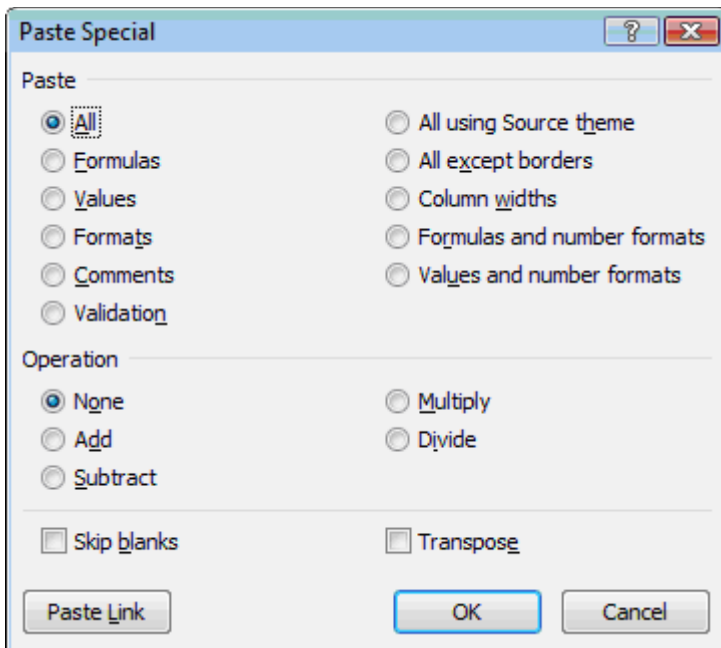 Paste Special
Paste
All
All using Source theme
Formulas
All except borders
Values
Column widths
Formats
Formulas and number formats
Comments
Values and number formats
Validation
Operation
None
Multiply
Add
Divide
Subtract
Skip blanks
Transpose
Paste Link
OK
Cancel